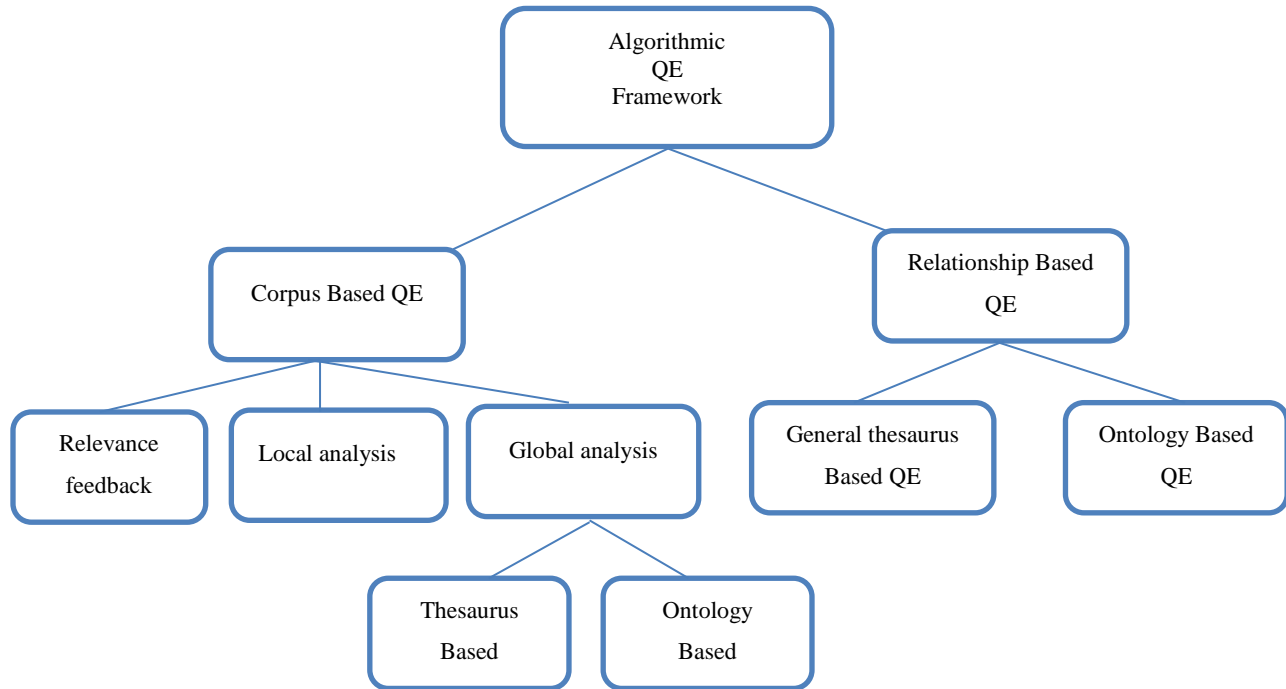 Algorithmic
QE
Framework
Corpus Based QE
Relationship Based
QE
Relevance
feedback
Local analysis
Global analysis
General thesaurus
Based QE
Ontology Based
QE
Thesaurus
Based
Ontology
Based